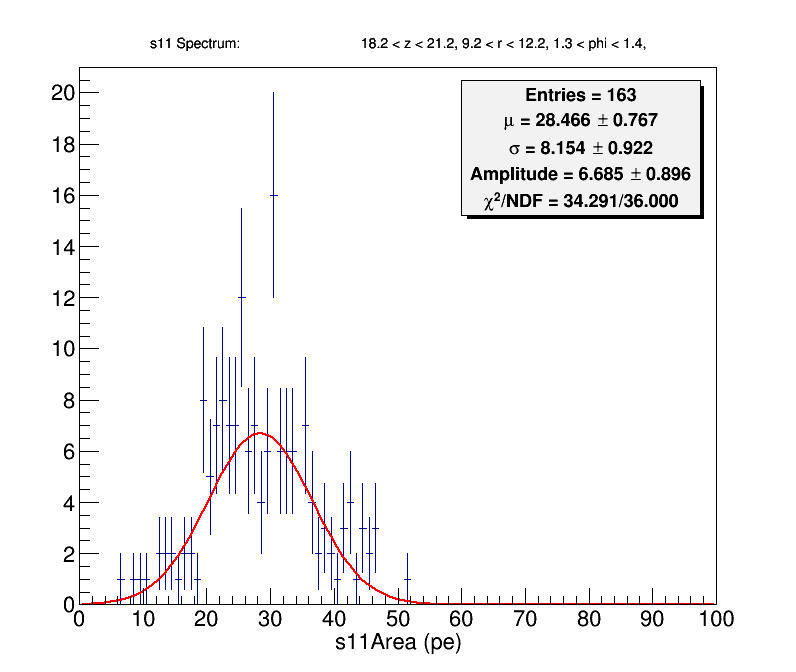 s11 Spectrum: 18.2 < z < 21.2, 9.2 < r < 12.2, 1.3 < phi < 1.4,
Entries = 163
μ = 28.466 ± 0.767
σ = 8.154 ± 0.922
Amplitude = 6.685 ± 0.896
χ²/NDF = 34.291/36.000
20
18
16
14
12
10
8
6
4
2
0
0 10 20 30 40 50 60 70 80 90 100
s11Area (pe)